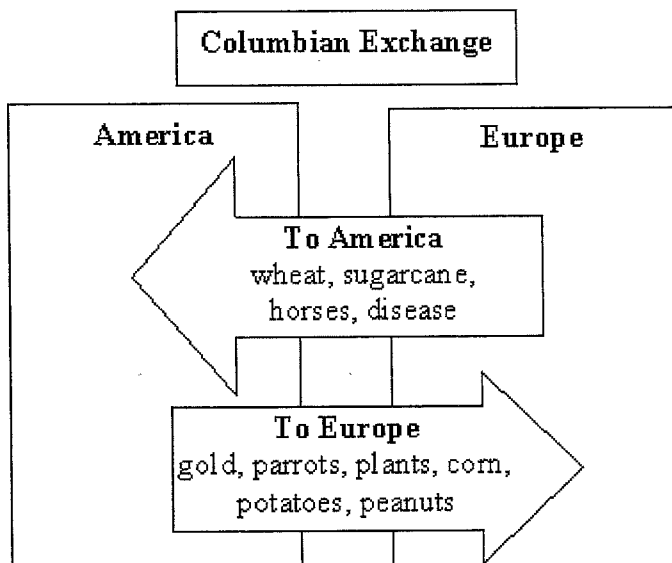 Columbian Exchange
America
Europe
To America
wheat, sugarcane,
horses, disease
To Europe
gold, parrots, plants, corn,
potatoes, peanuts